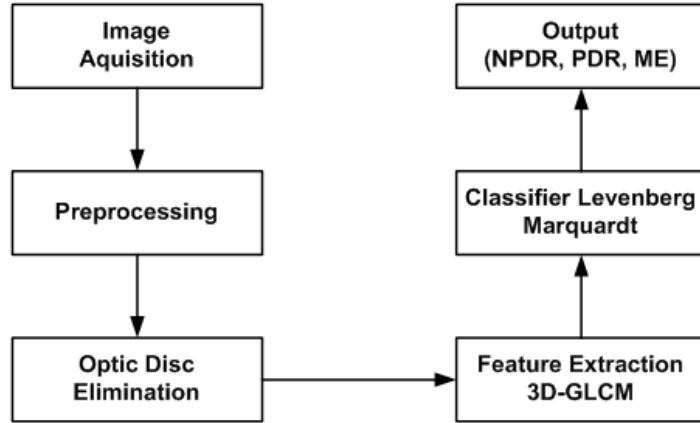 Image
Aquisition
Preprocessing
Optic Disc
Elimination
Feature Extraction
3D-GLCM
Classifier Levenberg
Marquardt
Output
(NPDR, PDR, ME)